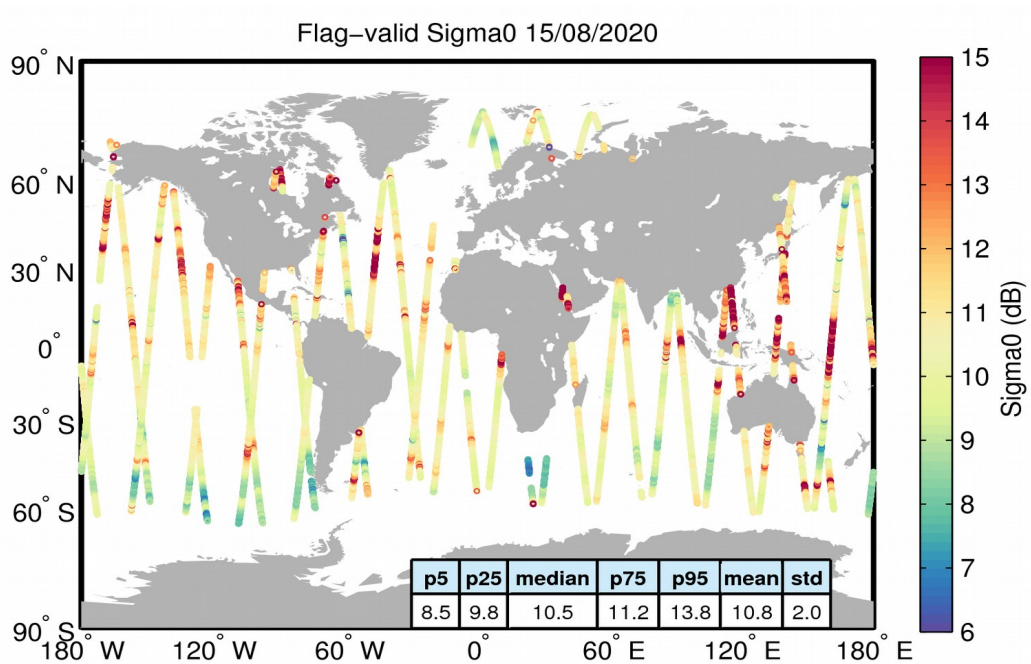 Flag–valid Sigma0 15/08/2020
90° N
60° N
30° N
0°
30° S
60° S
90° S
180° W
120° W
60° W
0°
60° E
120° E
180° E
p5 p25 median p75 p95 mean std
8.5 9.8 10.5 11.2 13.8 10.8 2.0
15
14
13
12
11
10
9
8
7
6
Sigma0 (dB)